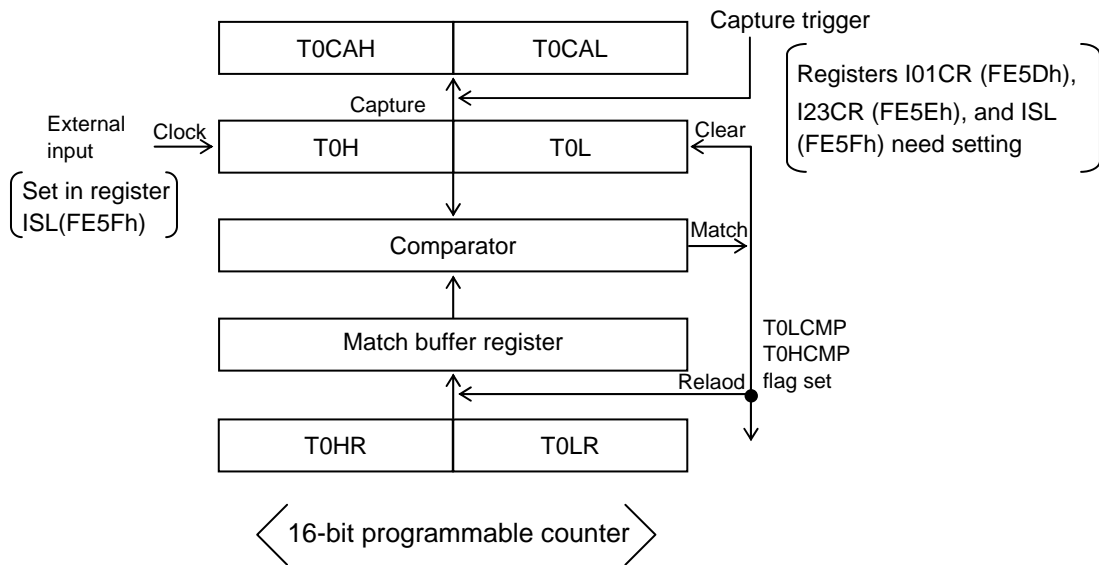 Capture trigger
T0CAH T0CAL
Registers I01CR (FE5Dh),
I23CR (FE5Eh), and ISL
(FE5Fh) need setting
Capture
External
input
Clock
T0H T0L
Clear
Set in register
ISL(FE5Fh)
Comparator
Match
Match buffer register
T0LCMP
T0HCMP
flag set
Relaod
T0HR T0LR
16-bit programmable counter